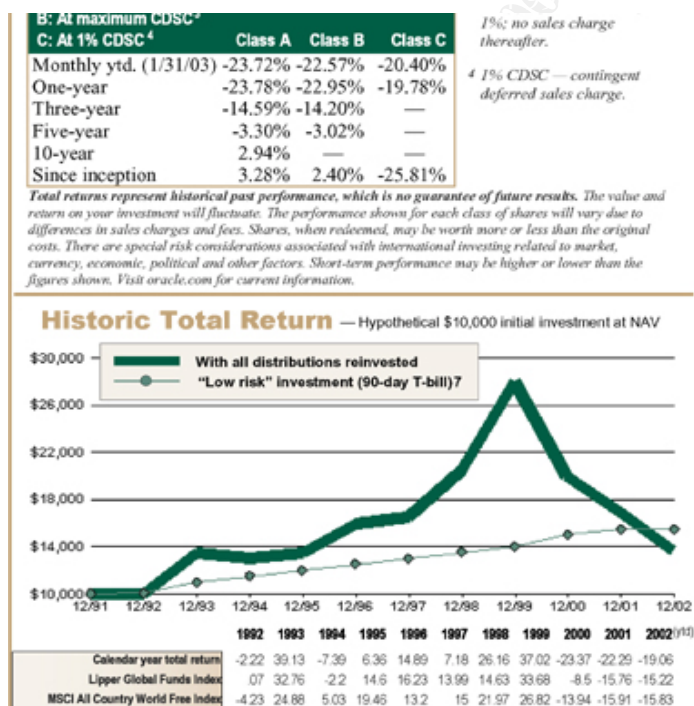 B: At maximum CDSC³
1%; no sales charge
thereafter.
C: At 1% CDSC ⁴ Class A Class B Class C
Monthly ytd. (1/31/03) -23.72% -22.57% -20.40%
⁴ 1% CDSC — contingent
deferred sales charge.
One-year -23.78% -22.95% -19.78%
Three-year -14.59% -14.20% —
Five-year -3.30% -3.02% —
10-year 2.94% — —
Since inception 3.28% 2.40% -25.81%
Total returns represent historical past performance, which is no guarantee of future results. The value and
return on your investment will fluctuate. The performance shown for each class of shares will vary due to
differences in sales charges and fees. Shares, when redeemed, may be worth more or less than the original
costs. There are special risk considerations associated with international investing related to market,
currency, economic, political and other factors. Short-term performance may be higher or lower than the
figures shown. Visit oracle.com for current information.
Historic Total Return — Hypothetical $10,000 initial investment at NAV
$30,000
With all distributions reinvested
“Low risk” investment (90-day T-bill)7
$26,000
$22,000
$18,000
$14,000
$10,000
12/91 12/92 12/93 12/94 12/95 12/96 12/97 12/98 12/99 12/00 12/01 12/02
1992 1993 1994 1995 1996 1997 1998 1999 2000 2001 2002(ytd)
Calendar year total return -2.22 39.13 -7.39 6.36 14.89 7.18 26.16 37.02 -23.37 -22.29 -19.06
Lipper Global Funds Index .07 32.76 -2.2 14.6 16.23 13.99 14.63 33.68 -8.5 -15.76 -15.22
MSCI All Country World Free Index -4.23 24.88 5.03 19.46 13.2 15 21.97 26.82 -13.94 -15.91 -15.83